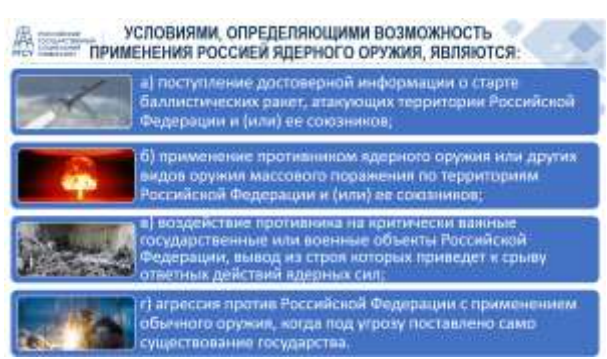 УСЛОВИЯМИ, ОПРЕДЕЛЯЮЩИМИ ВОЗМОЖНОСТЬ
ПРИМЕНЕНИЯ РОССИЕЙ ЯДЕРНОГО ОРУЖИЯ, ЯВЛЯЮТСЯ:
а) поступление достоверной информации о старте
баллистических ракет, атакующих территории Российской
Федерации и (или) ее союзников;
б) применение противником ядерного оружия или других
видов оружия массового поражения по территориям
Российской Федерации и (или) ее союзников;
в) воздействие противника на критически важные
государственные или военные объекты Российской
Федерации, вывод из строя которых приведет к срыву
ответных действий ядерных сил;
г) агрессия против Российской Федерации с применением
обычного оружия, когда под угрозу поставлено само
существование государства.